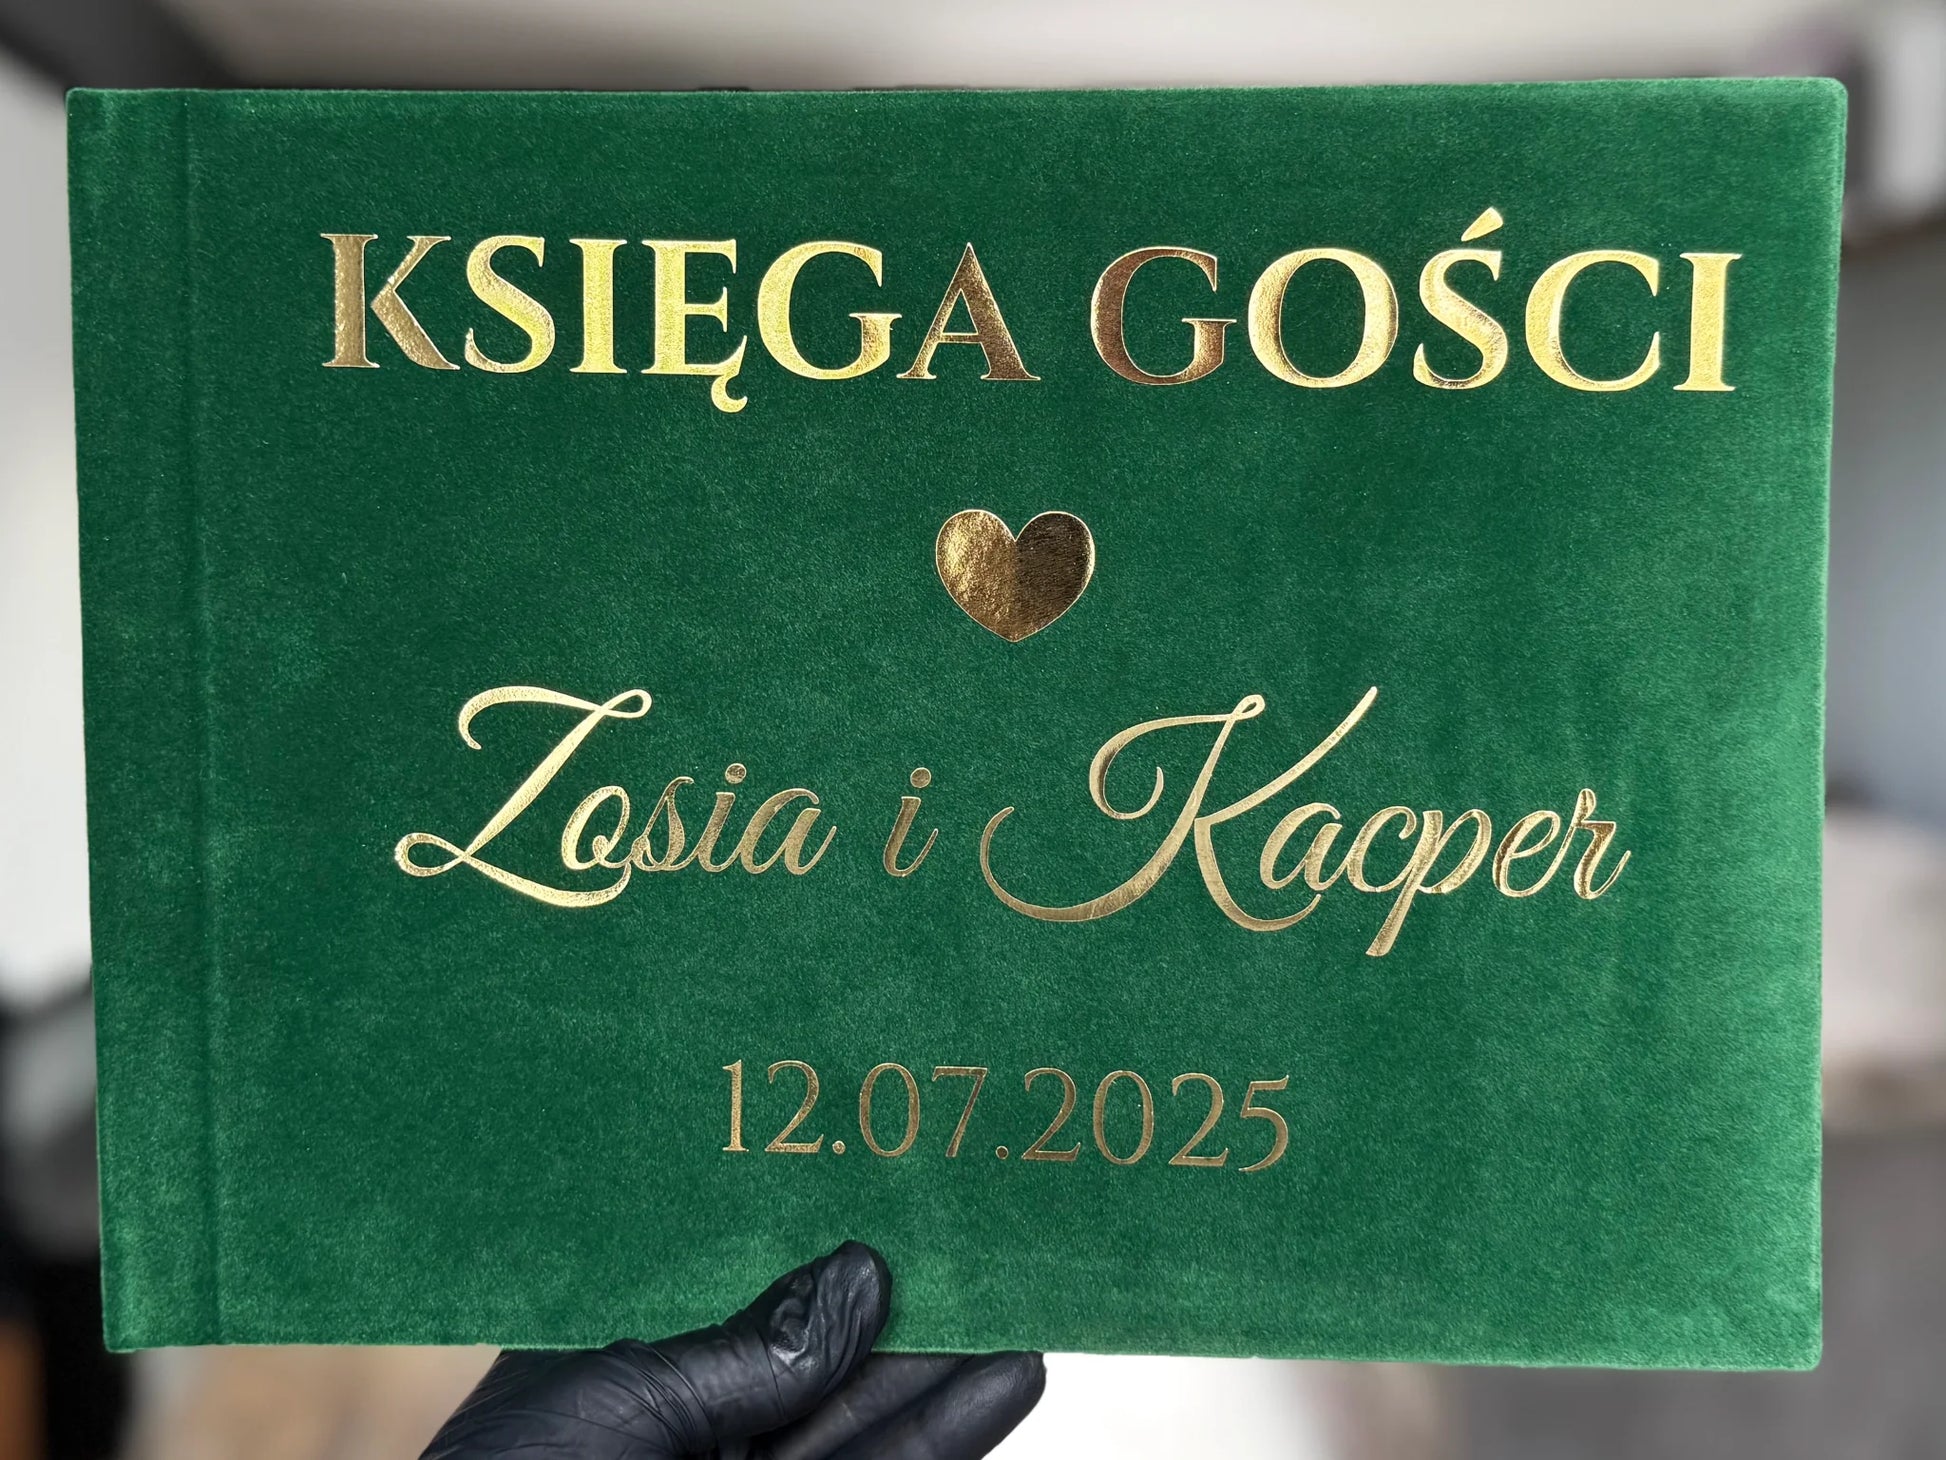 KSIĘGA GOŚCI
Zosia i Kacper
12.07.2025